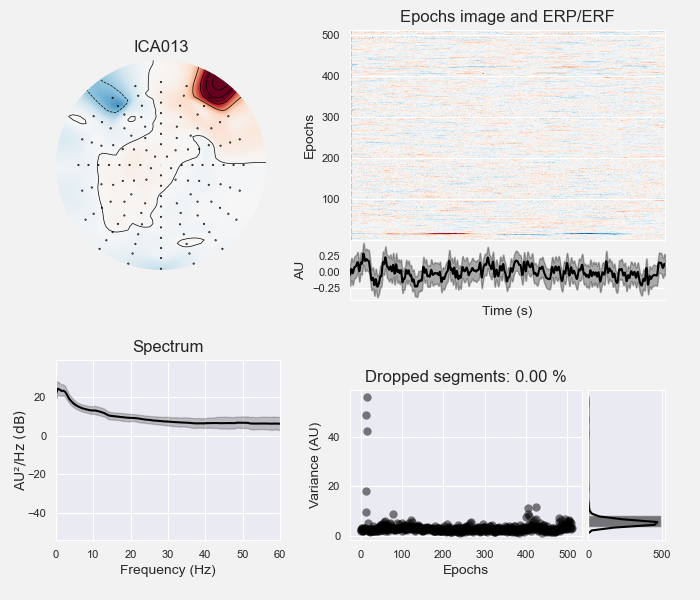 ICA013
Epochs image and ERP/ERF
Epochs
500
400
300
200
100
AU
0.25
0.00
−0.25
Time (s)
Spectrum
AU²/Hz (dB)
20
0
−20
−40
0 10 20 30 40 50 60
Frequency (Hz)
Dropped segments: 0.00 %
Variance (AU)
40
20
0
0 100 200 300 400 500
Epochs
0 500